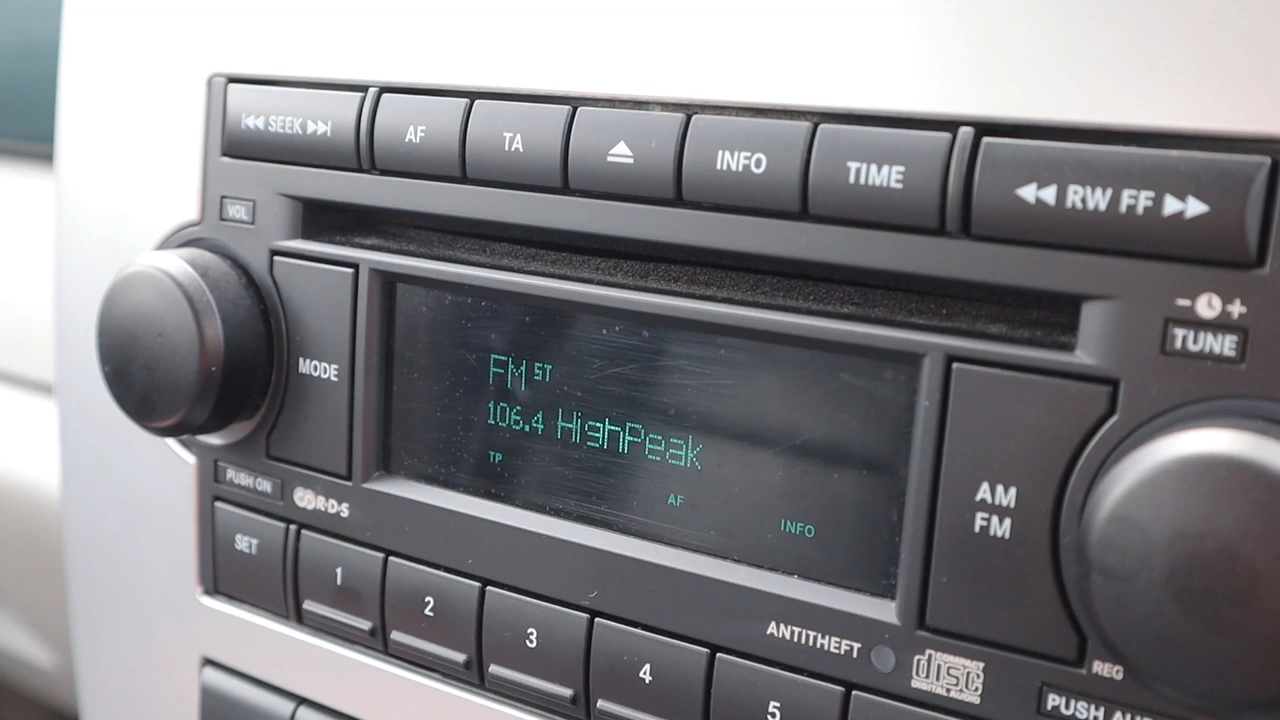 SEEK
AF
TA
INFO
TIME
RW FF
VOL
- +
TUNE
MODE
FM ST
106.4 HighPeak
TP
AF
INFO
AM
FM
PUSH ON
R·D·S
SET
1
2
3
4
5
ANTITHEFT
COMPACT
disc
DIGITAL AUDIO
REG
PUSH